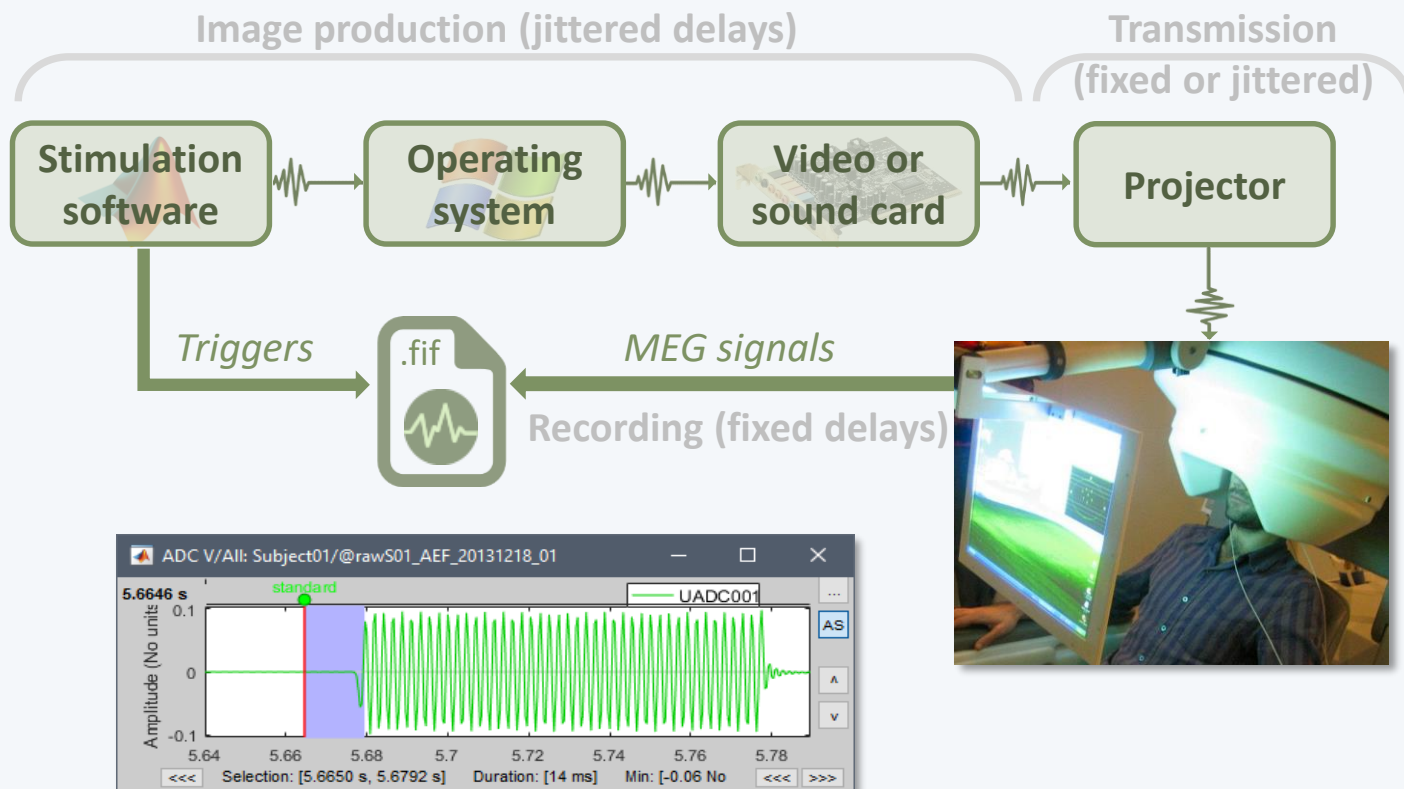 Image production (jittered delays)
Transmission
(fixed or jittered)
Stimulation
software
Operating
system
Video or
sound card
Projector
Triggers
.fif
MEG signals
Recording (fixed delays)
ADC V/All: Subject01/@rawS01_AEF_20131218_01
5.6646 s
standard
UADC001
...
AS
Amplitude (No units
0.1
0
-0.1
ʌ
v
5.64 5.66 5.68 5.7 5.72 5.74 5.76 5.78
<<< Selection: [5.6650 s, 5.6792 s] Duration: [14 ms] Min: [-0.06 No <<< >>>